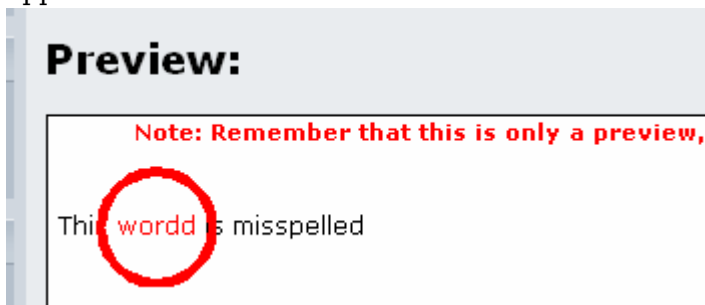 Preview:
Note: Remember that this is only a preview,
This wordd is misspelled